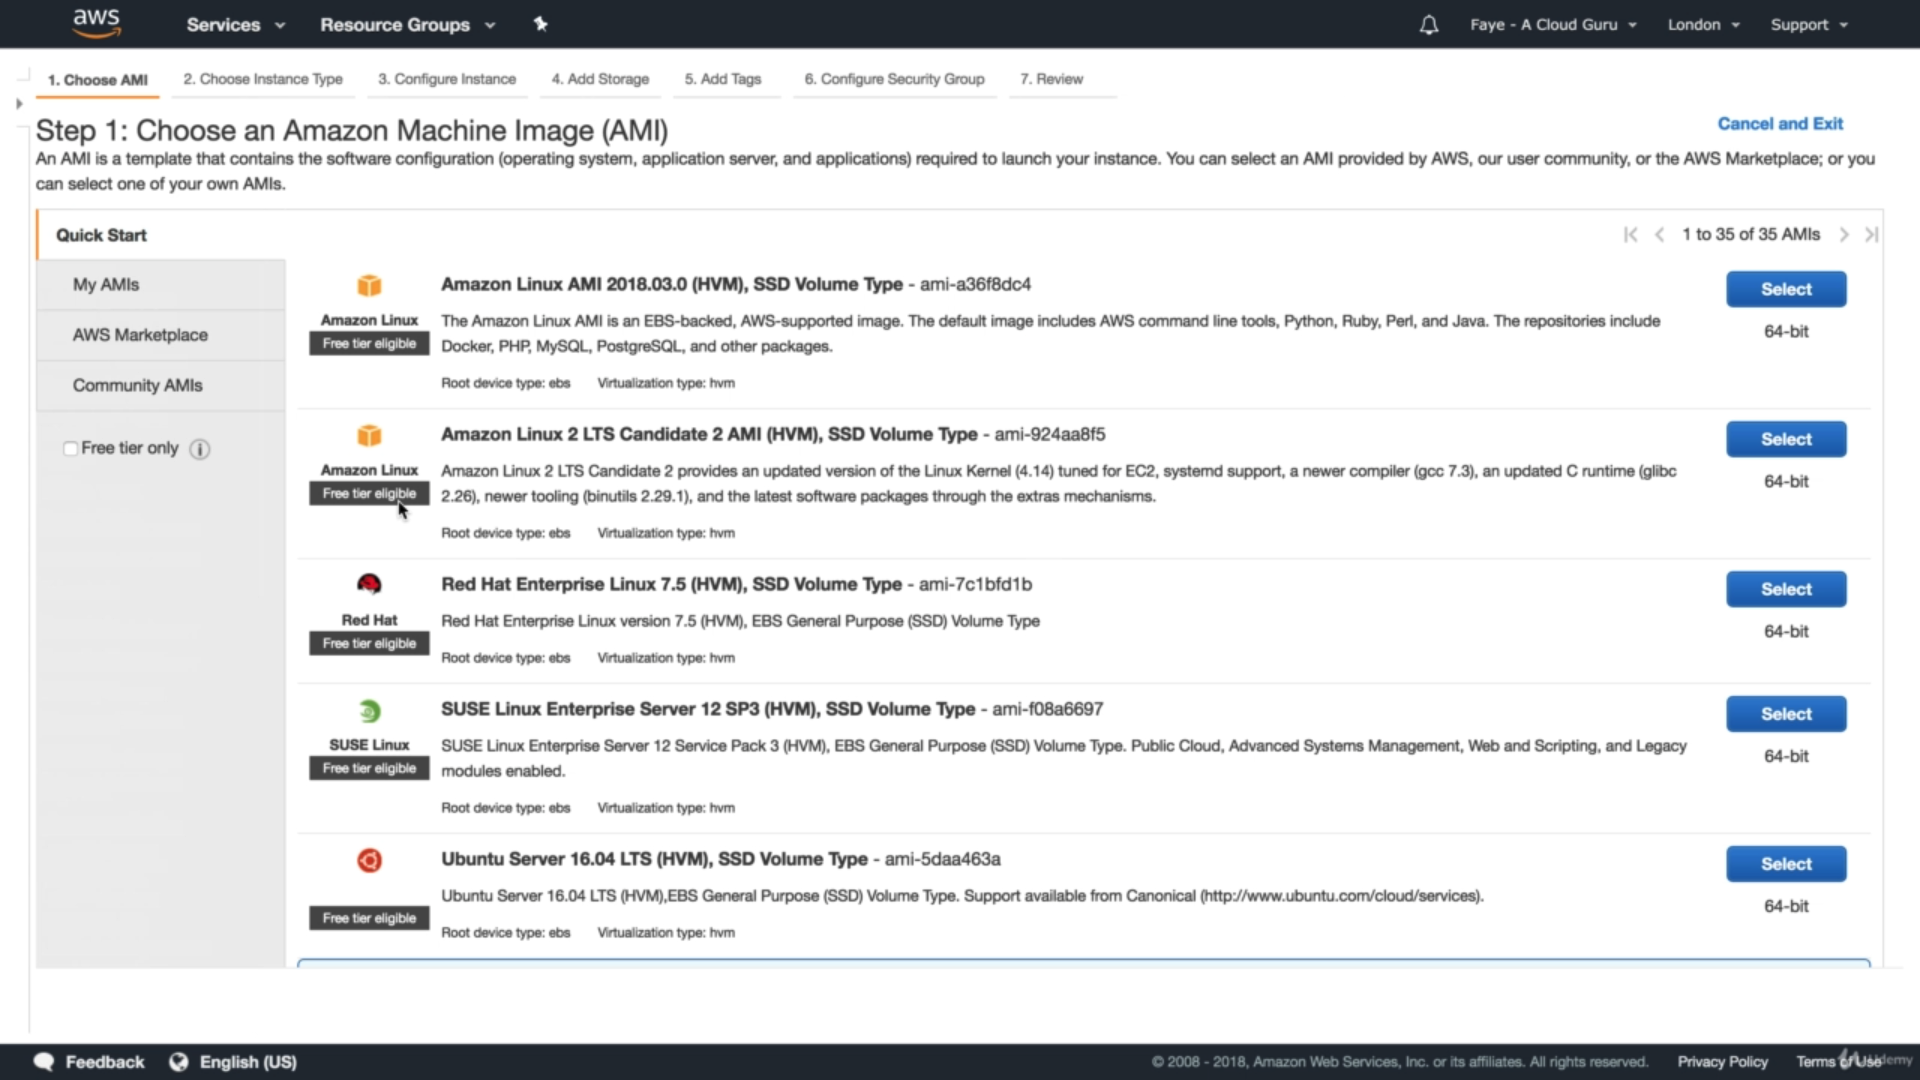 aws Services Resource Groups Faye - A Cloud Guru London Support
1. Choose AMI 2. Choose Instance Type 3. Configure Instance 4. Add Storage 5. Add Tags 6. Configure Security Group 7. Review
Step 1: Choose an Amazon Machine Image (AMI)
Cancel and Exit
An AMI is a template that contains the software configuration (operating system, application server, and applications) required to launch your instance. You can select an AMI provided by AWS, our user community, or the AWS Marketplace; or you
can select one of your own AMIs.
Quick Start
1 to 35 of 35 AMIs
My AMIs
AWS Marketplace
Community AMIs
Free tier only
Amazon Linux
Free tier eligible
Amazon Linux AMI 2018.03.0 (HVM), SSD Volume Type - ami-a36f8dc4
The Amazon Linux AMI is an EBS-backed, AWS-supported image. The default image includes AWS command line tools, Python, Ruby, Perl, and Java. The repositories include
Docker, PHP, MySQL, PostgreSQL, and other packages.
Root device type: ebs Virtualization type: hvm
Select
64-bit
Amazon Linux
Free tier eligible
Amazon Linux 2 LTS Candidate 2 AMI (HVM), SSD Volume Type - ami-924aa8f5
Amazon Linux 2 LTS Candidate 2 provides an updated version of the Linux Kernel (4.14) tuned for EC2, systemd support, a newer compiler (gcc 7.3), an updated C runtime (glibc
2.26), newer tooling (binutils 2.29.1), and the latest software packages through the extras mechanisms.
Root device type: ebs Virtualization type: hvm
Select
64-bit
Red Hat
Free tier eligible
Red Hat Enterprise Linux 7.5 (HVM), SSD Volume Type - ami-7c1bfd1b
Red Hat Enterprise Linux version 7.5 (HVM), EBS General Purpose (SSD) Volume Type
Root device type: ebs Virtualization type: hvm
Select
64-bit
SUSE Linux
Free tier eligible
SUSE Linux Enterprise Server 12 SP3 (HVM), SSD Volume Type - ami-f08a6697
SUSE Linux Enterprise Server 12 Service Pack 3 (HVM), EBS General Purpose (SSD) Volume Type. Public Cloud, Advanced Systems Management, Web and Scripting, and Legacy
modules enabled.
Root device type: ebs Virtualization type: hvm
Select
64-bit
Free tier eligible
Ubuntu Server 16.04 LTS (HVM), SSD Volume Type - ami-5daa463a
Ubuntu Server 16.04 LTS (HVM),EBS General Purpose (SSD) Volume Type. Support available from Canonical (http://www.ubuntu.com/cloud/services).
Root device type: ebs Virtualization type: hvm
Select
64-bit
Feedback English (US) © 2008 - 2018, Amazon Web Services, Inc. or its affiliates. All rights reserved. Privacy Policy Terms of Use